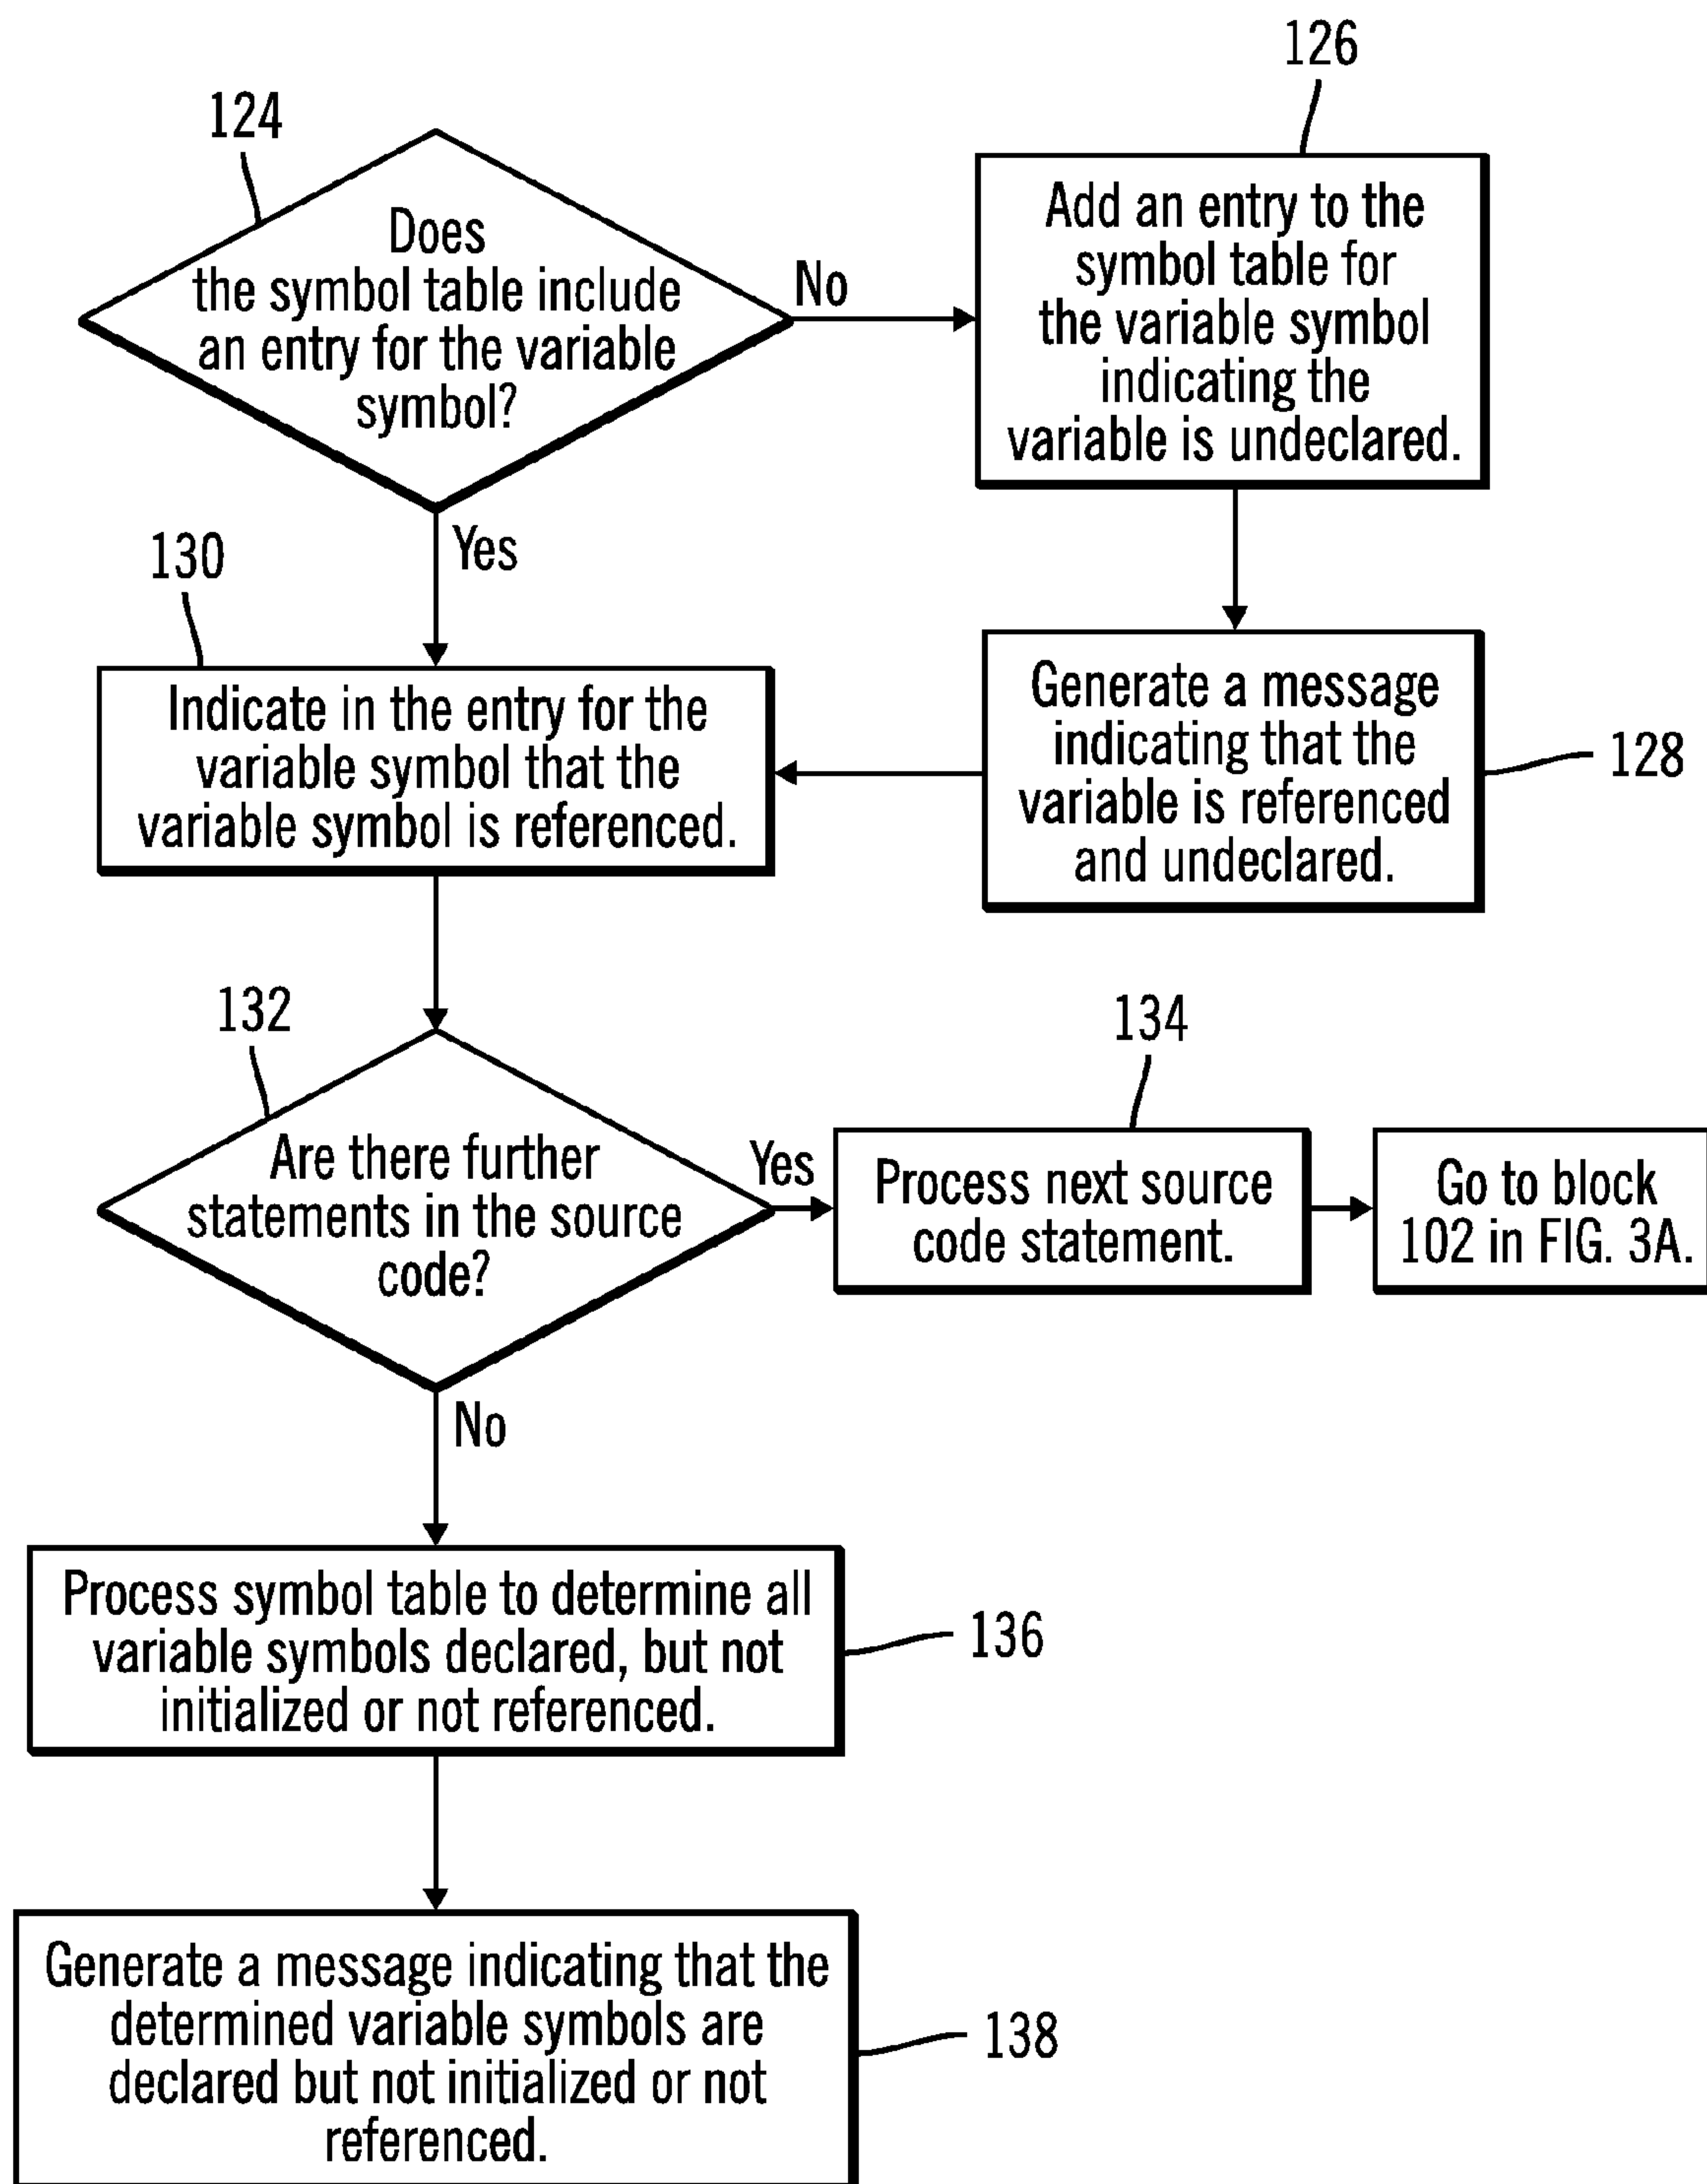 126
124
Does
the symbol table include
an entry for the variable
symbol?
No
Add an entry to the
symbol table for
the variable symbol
indicating the
variable is undeclared.
Yes
130
Indicate in the entry for the
variable symbol that the
variable symbol is referenced.
Generate a message
indicating that the
variable is referenced
and undeclared.
128
132
Are there further
statements in the source
code?
Yes
134
Process next source
code statement.
Go to block
102 in FIG. 3A.
No
Process symbol table to determine all
variable symbols declared, but not
initialized or not referenced.
136
Generate a message indicating that the
determined variable symbols are
declared but not initialized or not
referenced.
138